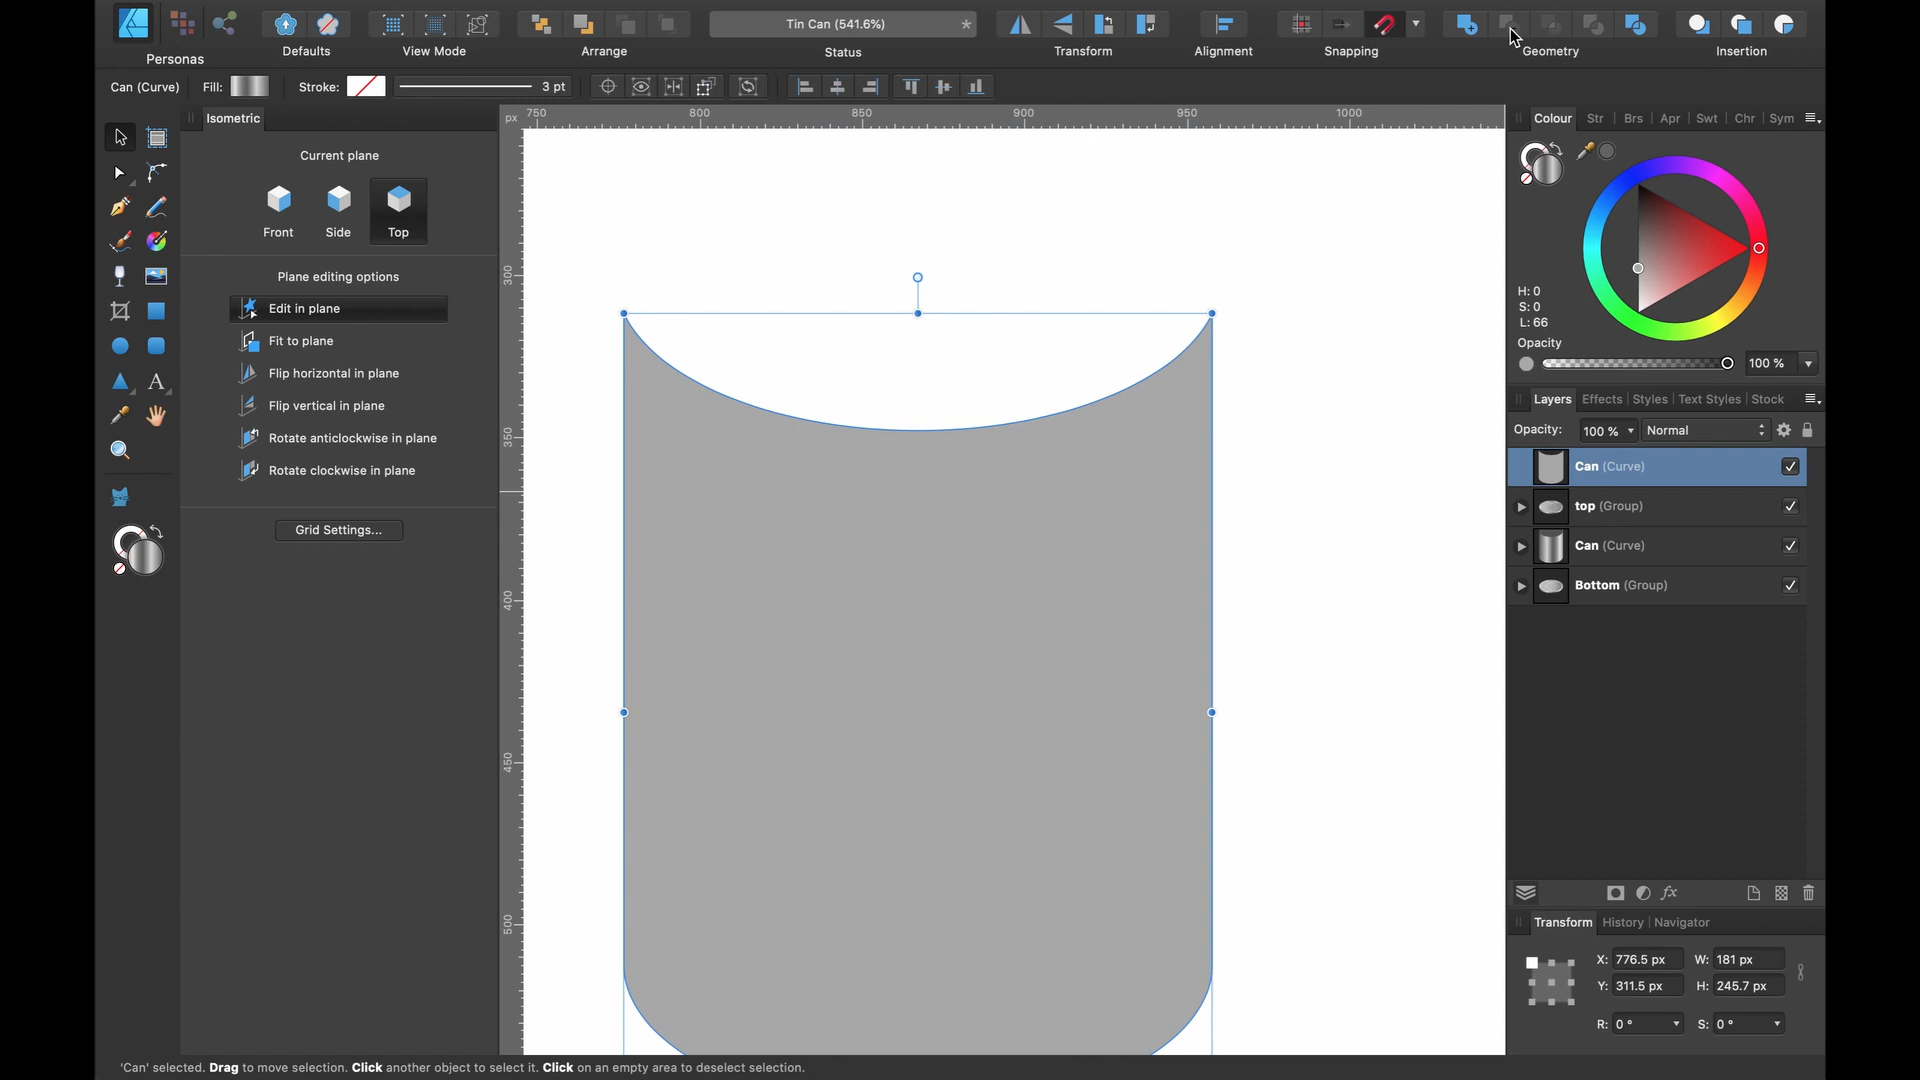 Tin Can (541.6%)
*
Personas
Defaults
View Mode
Arrange
Status
Transform
Alignment
Snapping
Geometry
Insertion
Can (Curve)
Fill:
Stroke:
3 pt
Isometric
px
750
800
850
900
950
1000
300
350
400
450
500
Current plane
Front
Side
Top
Plane editing options
Edit in plane
Fit to plane
Flip horizontal in plane
Flip vertical in plane
Rotate anticlockwise in plane
Rotate clockwise in plane
Grid Settings...
Colour Str Brs Apr Swt Chr Sym
H: 0
S: 0
L: 66
Opacity
100 %
Layers Effects Styles Text Styles Stock
Opacity: 100 % Normal
Can (Curve)
top (Group)
Can (Curve)
Bottom (Group)
fx
Transform History Navigator
X: 776.5 px W: 181 px
Y: 311.5 px H: 245.7 px
R: 0 ° S: 0 °
'Can' selected. Drag to move selection. Click another object to select it. Click on an empty area to deselect selection.